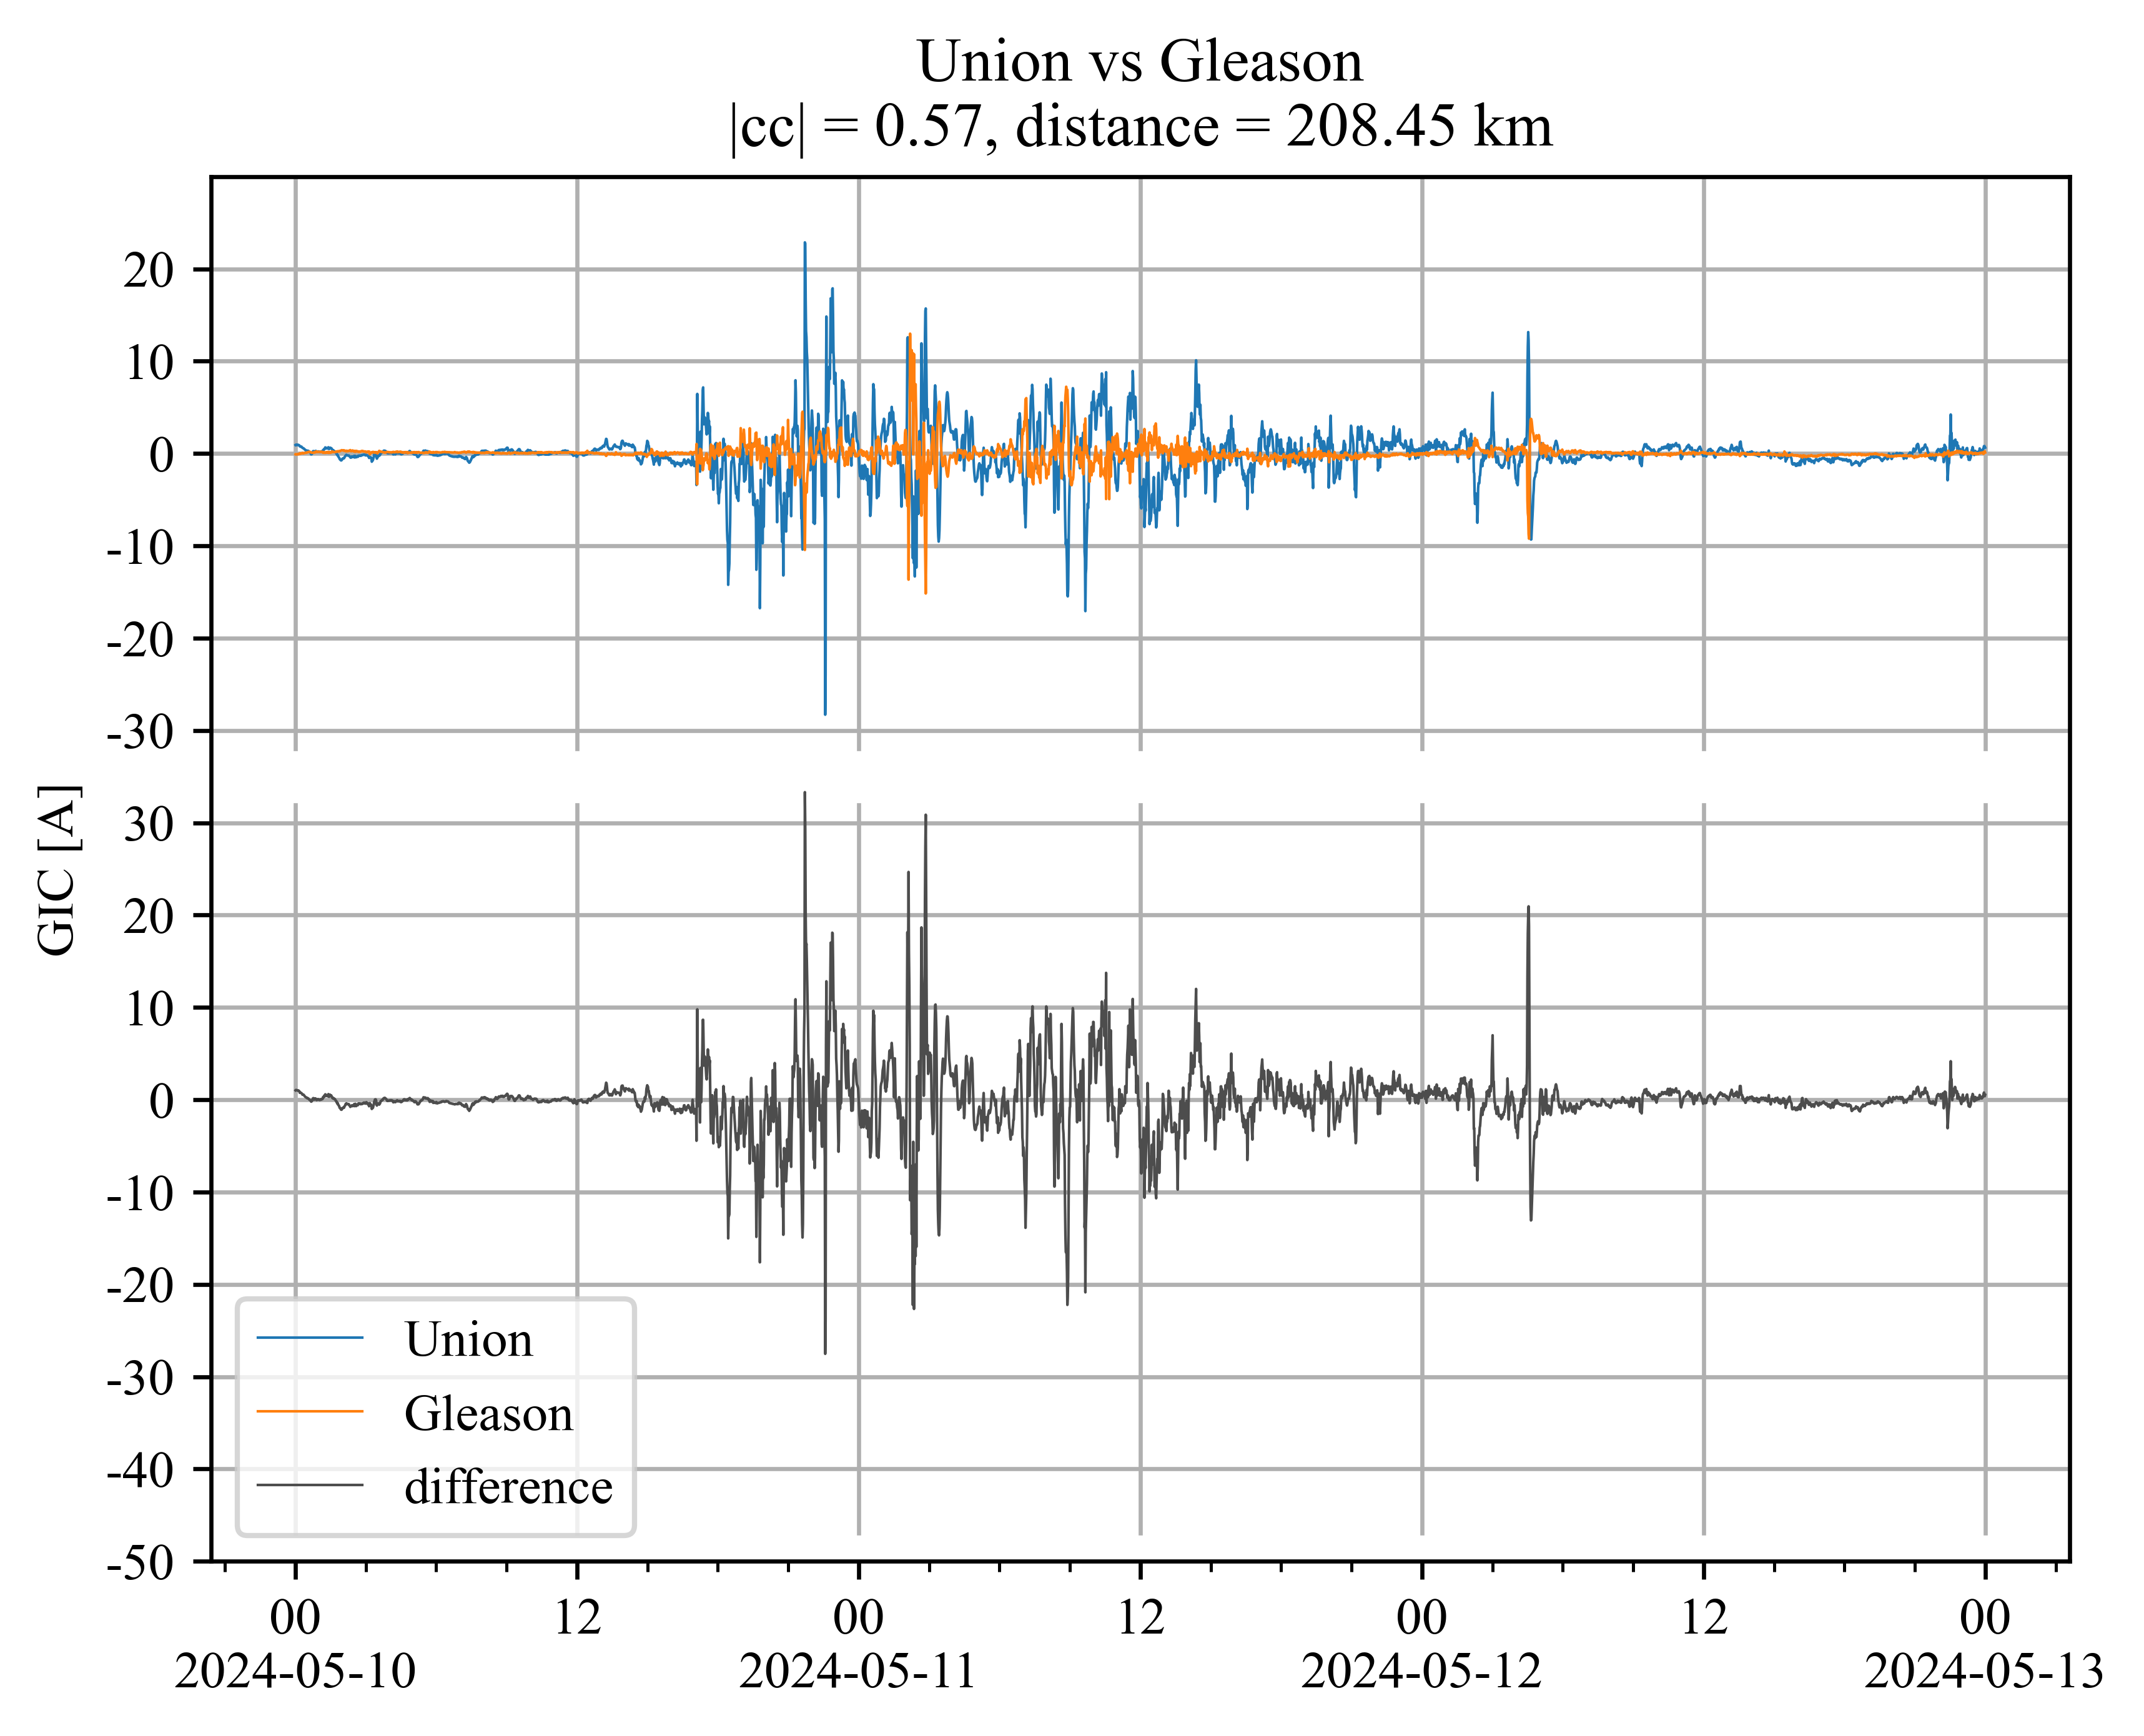 Union vs Gleason
|cc| = 0.57, distance = 208.45 km
GIC [A]
20
10
0
-10
-20
-30
30
20
10
0
-10
-20
-30
-40
-50
Union
Gleason
difference
00 12 00 12 00 12 00
2024-05-10 2024-05-11 2024-05-12 2024-05-13